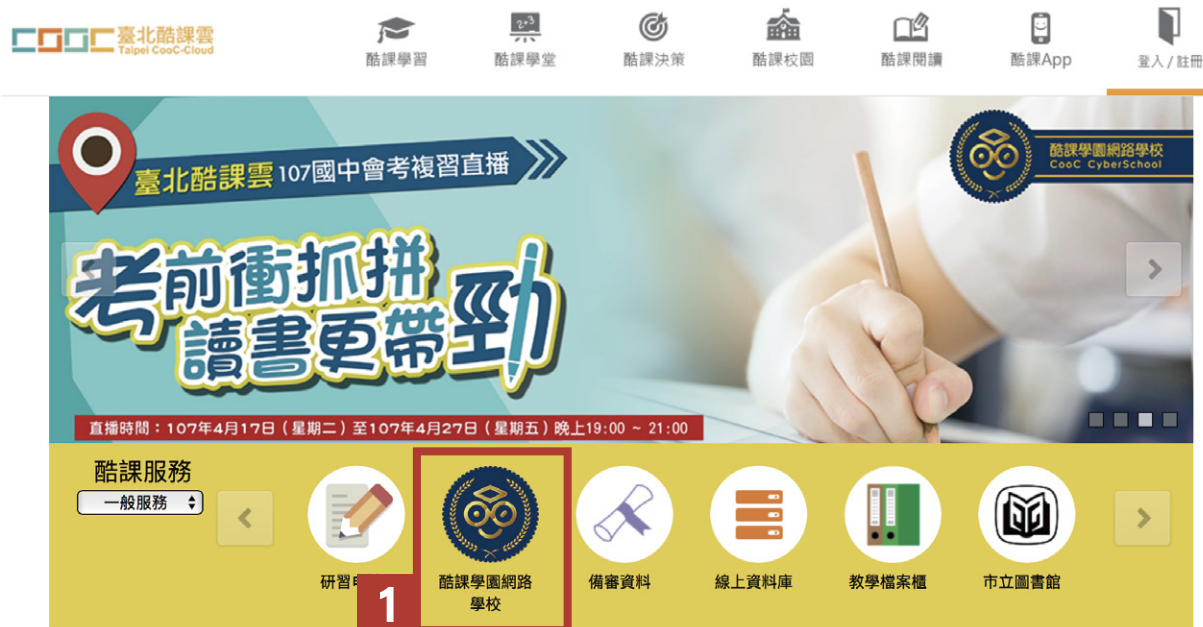 COOC 臺北酷課雲
Taipei CooC-Cloud
酷課學習
2+3
酷課學堂
酷課決策
酷課校園
酷課閱讀
酷課App
登入 / 註冊
臺北酷課雲 107國中會考複習直播
酷課學園網路學校
CooC CyberSchool
考前衝抓拼
讀書更帶勁
直播時間：107年4月17日（星期二）至107年4月27日（星期五）晚上19:00 ~ 21:00
酷課服務
一般服務
研習
酷課學園網路
學校
備審資料
線上資料庫
教學檔案櫃
市立圖書館
1